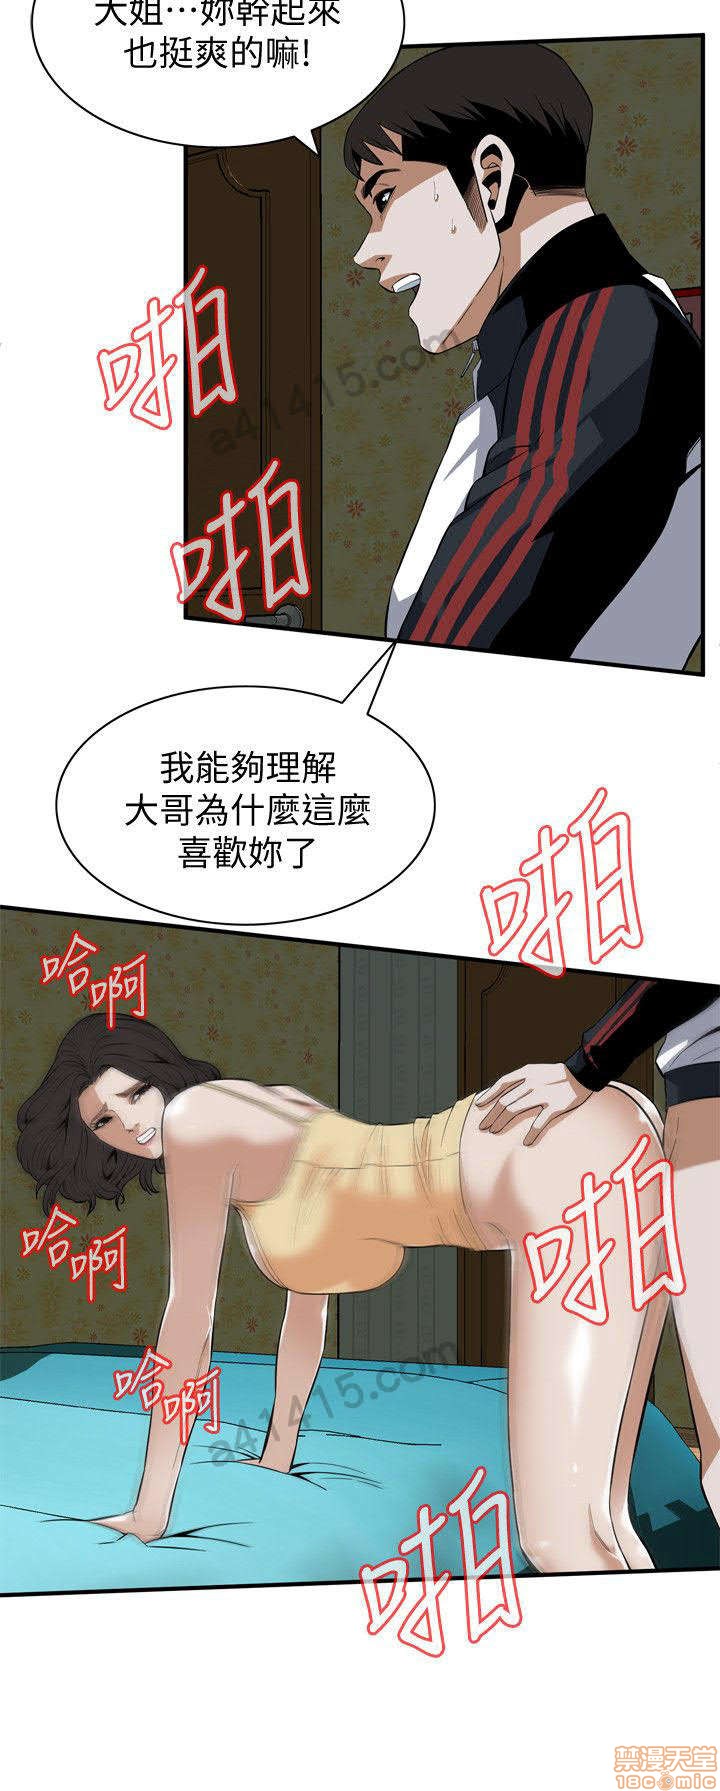 大姐…妳幹起來
也挺爽的嘛!
啪
啪
我能夠理解
大哥為什麼這麼
喜歡妳了
啪
哈啊
啪
哈啊
哈啊
啪
a41415.com
a41415.com
禁漫天堂
18comic